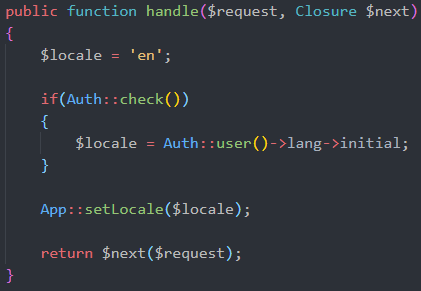 public function handle($request, Closure $next)
{
$locale = 'en';
if(Auth::check())
{
$locale = Auth::user()->lang->initial;
}
App::setLocale($locale);
return $next($request);
}